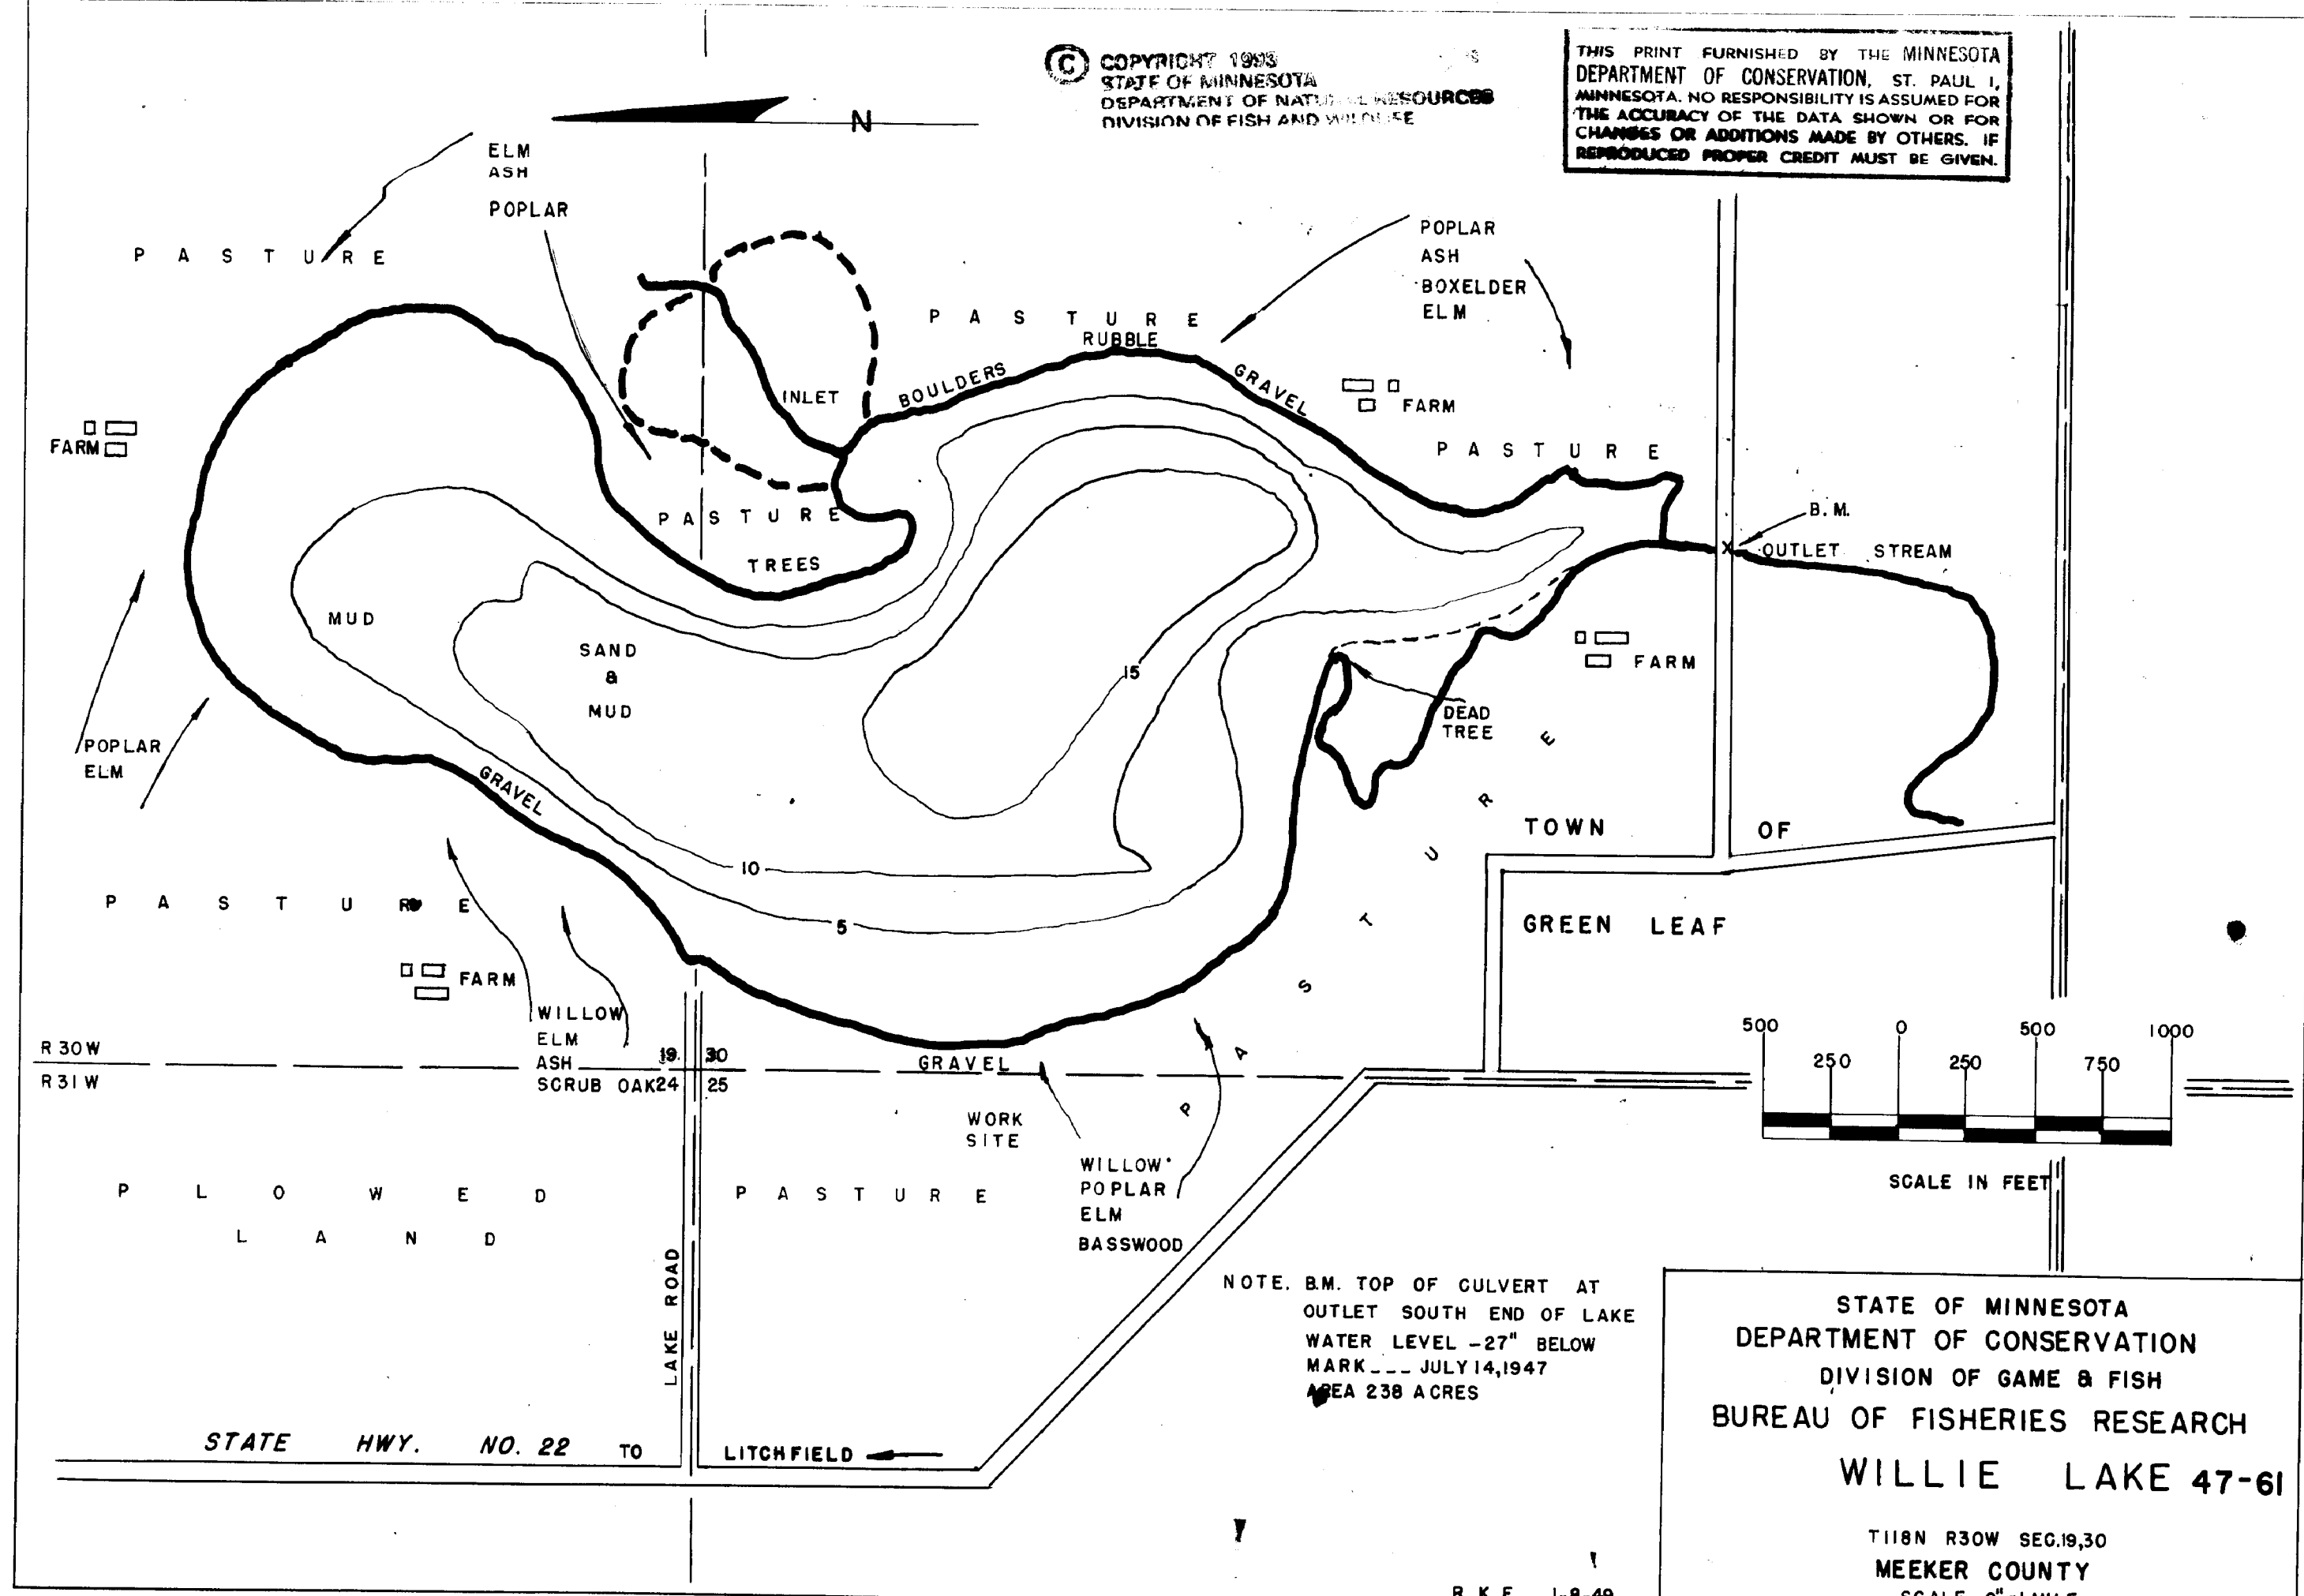 © COPYRIGHT 1993
STATE OF MINNESOTA
DEPARTMENT OF NATURAL RESOURCES
DIVISION OF FISH AND WILDLIFE
THIS PRINT FURNISHED BY THE MINNESOTA
DEPARTMENT OF CONSERVATION, ST. PAUL 1,
MINNESOTA. NO RESPONSIBILITY IS ASSUMED FOR
THE ACCURACY OF THE DATA SHOWN OR FOR
CHANGES OR ADDITIONS MADE BY OTHERS. IF
REPRODUCED PROPER CREDIT MUST BE GIVEN.
N
ELM
ASH
POPLAR
PASTURE
POPLAR
ASH
BOXELDER
ELM
PASTURE
RUBBLE
BOULDERS
GRAVEL
INLET
FARM
FARM
PASTURE
PASTURE
TREES
B.M.
X
OUTLET STREAM
MUD
SAND
&
MUD
15
FARM
DEAD
TREE
POPLAR
ELM
GRAVEL
10
5
TOWN OF
GREEN LEAF
PASTURE
PASTURE
FARM
WILLOW
ELM
ASH
SCRUB OAK
R30W
R31W
19 30
24 25
GRAVEL
WORK
SITE
WILLOW
POPLAR
ELM
BASSWOOD
500 0 500 1000
250 250 750
SCALE IN FEET
PLOWED
LAND
PASTURE
LAKE ROAD
NOTE. B.M. TOP OF CULVERT AT
OUTLET SOUTH END OF LAKE
WATER LEVEL -27" BELOW
MARK___ JULY 14,1947
AREA 238 ACRES
STATE HWY. NO. 22 TO LITCHFIELD
STATE OF MINNESOTA
DEPARTMENT OF CONSERVATION
DIVISION OF GAME & FISH
BUREAU OF FISHERIES RESEARCH
WILLIE LAKE 47-61
T118N R30W SEC.19,30
MEEKER COUNTY